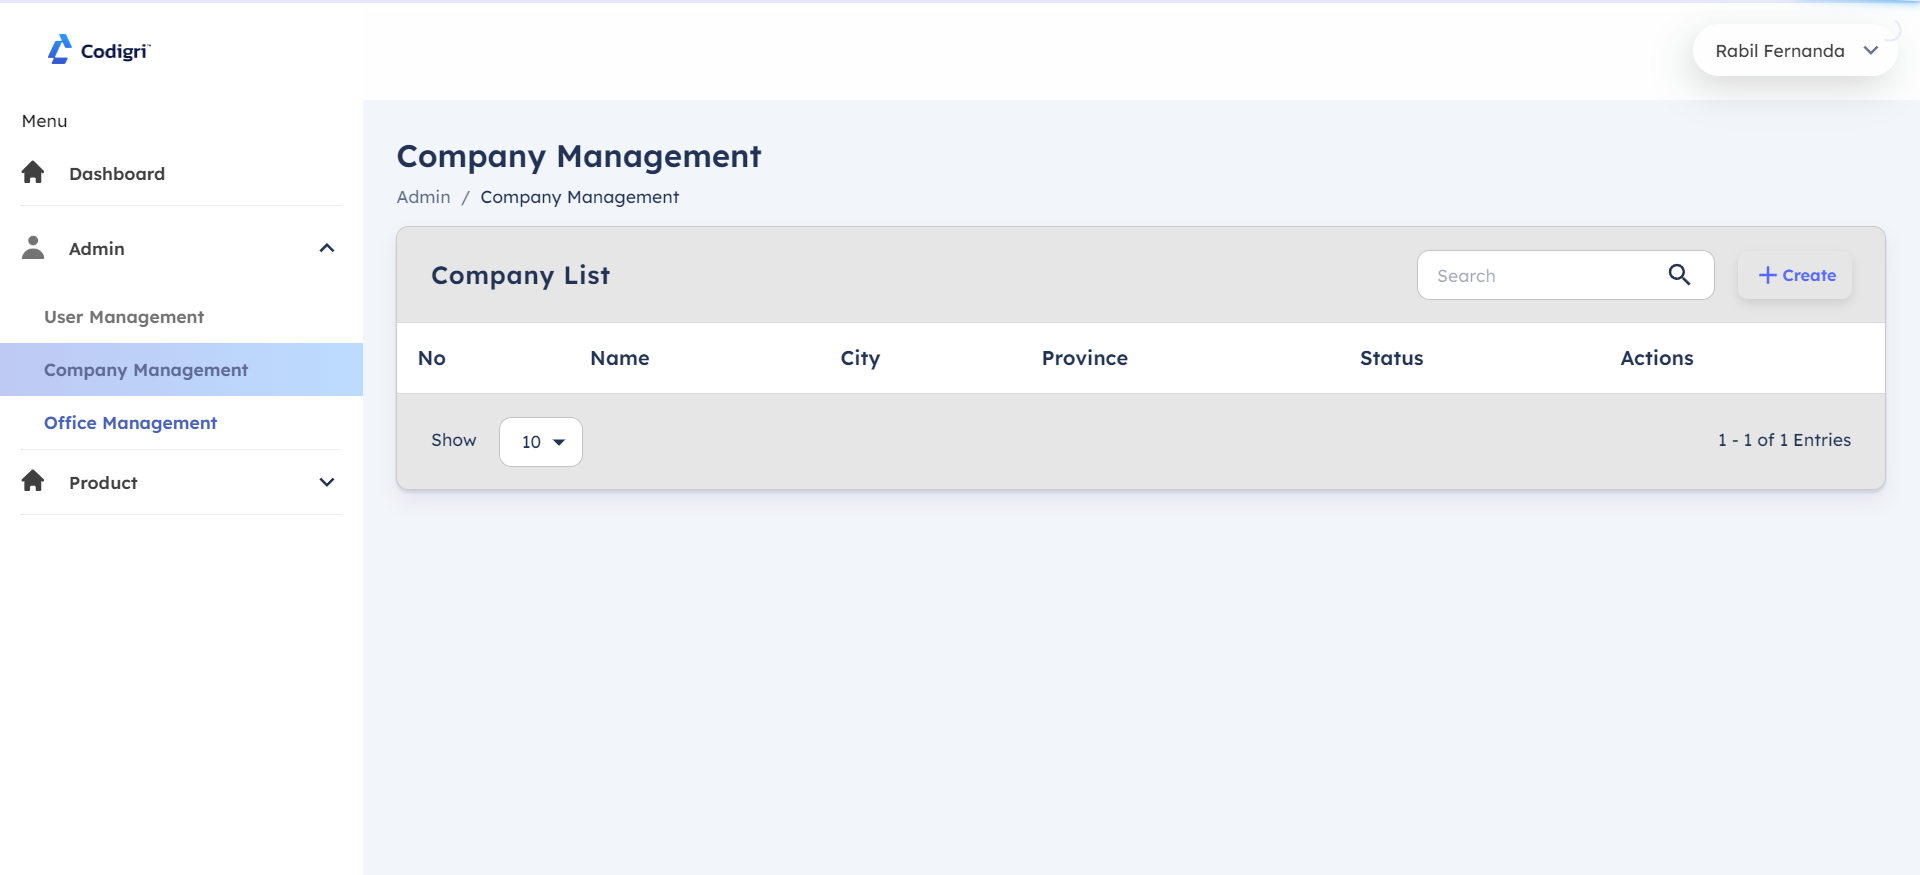 Codigri™
Rabil Fernanda
Menu
Dashboard
Admin
User Management
Company Management
Office Management
Product
Company Management
Admin / Company Management
Company List
Search
Create
No Name City Province Status Actions
Show 10 1 - 1 of 1 Entries